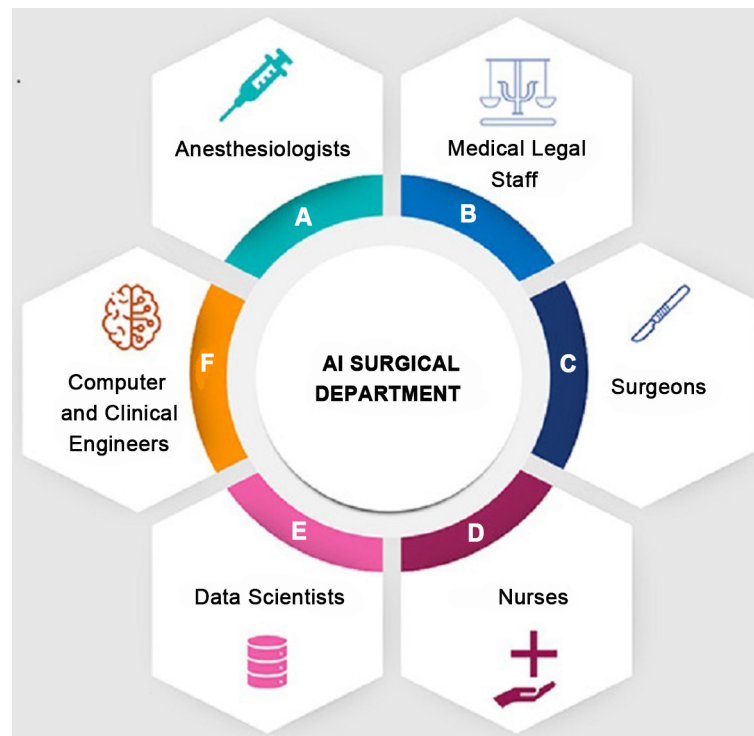 Anesthesiologists
A
Medical Legal
Staff
B
C
Surgeons
D
Nurses
E
Data Scientists
F
Computer
and Clinical
Engineers
AI SURGICAL
DEPARTMENT